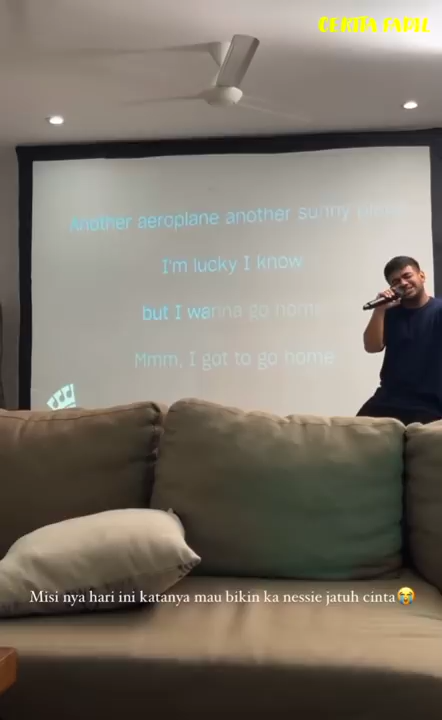 CERITA FARIL
Another aeroplane another sunny
I'm lucky I know
but I wanna go home
Mmm, I got to go home
Misi nya hari ini katanya mau bikin ka nessie jatuh cinta😭